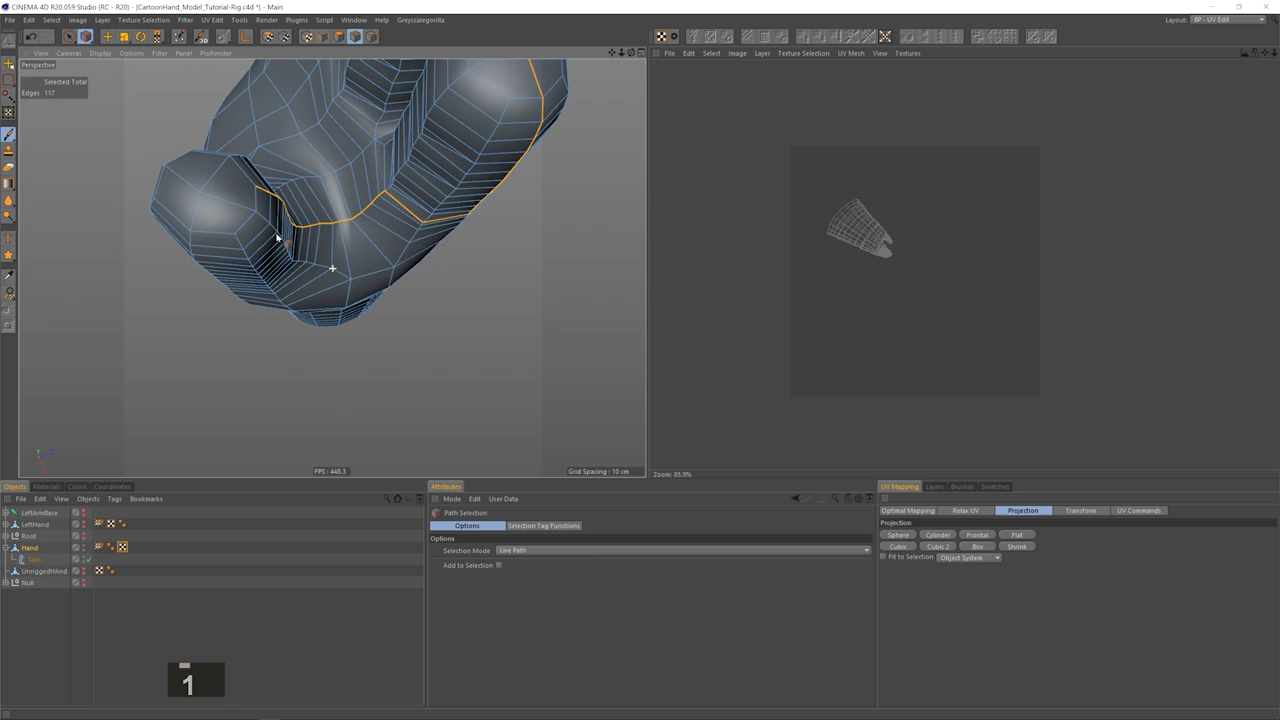 CINEMA 4D R20.059 Studio (RC - R20) - [CartoonHand_Model_Tutorial-Rig.c4d *] - Main
File Edit View Objects Tags Texture Selection Filter UV Edit Tools Render Plugins CINEMA Script Window Help Greyscalegorilla
Layout: BP - UV Edit
View Cameras Display Options Filter Panel ProRender
File Edit Select Image Layer Texture Selection UV Mesh View Textures
Perspective
Selected Total
Edges 117
FPS : 448.3
Grid Spacing : 10 cm
Zoom: 85.9%
Objects Materials Colors Coordinates
File Edit View Objects Tags Bookmarks
LeftArmBase
LeftHand
Root
Hand
Skin
UnriggedHAnd
Null
1
Attributes
Mode Edit User Data
Path Selection
Options Selection Tag Functions
Options
Selection Mode Live Path
Add to Selection
UV Mapping Layers Brushes Swatches
Optimal Mapping Relax UV Projection Transform UV Commands
Projection
Sphere Cylinder Frontal Flat
Cubic Cubic 2 Box Shrink
Fit to Selection Object System